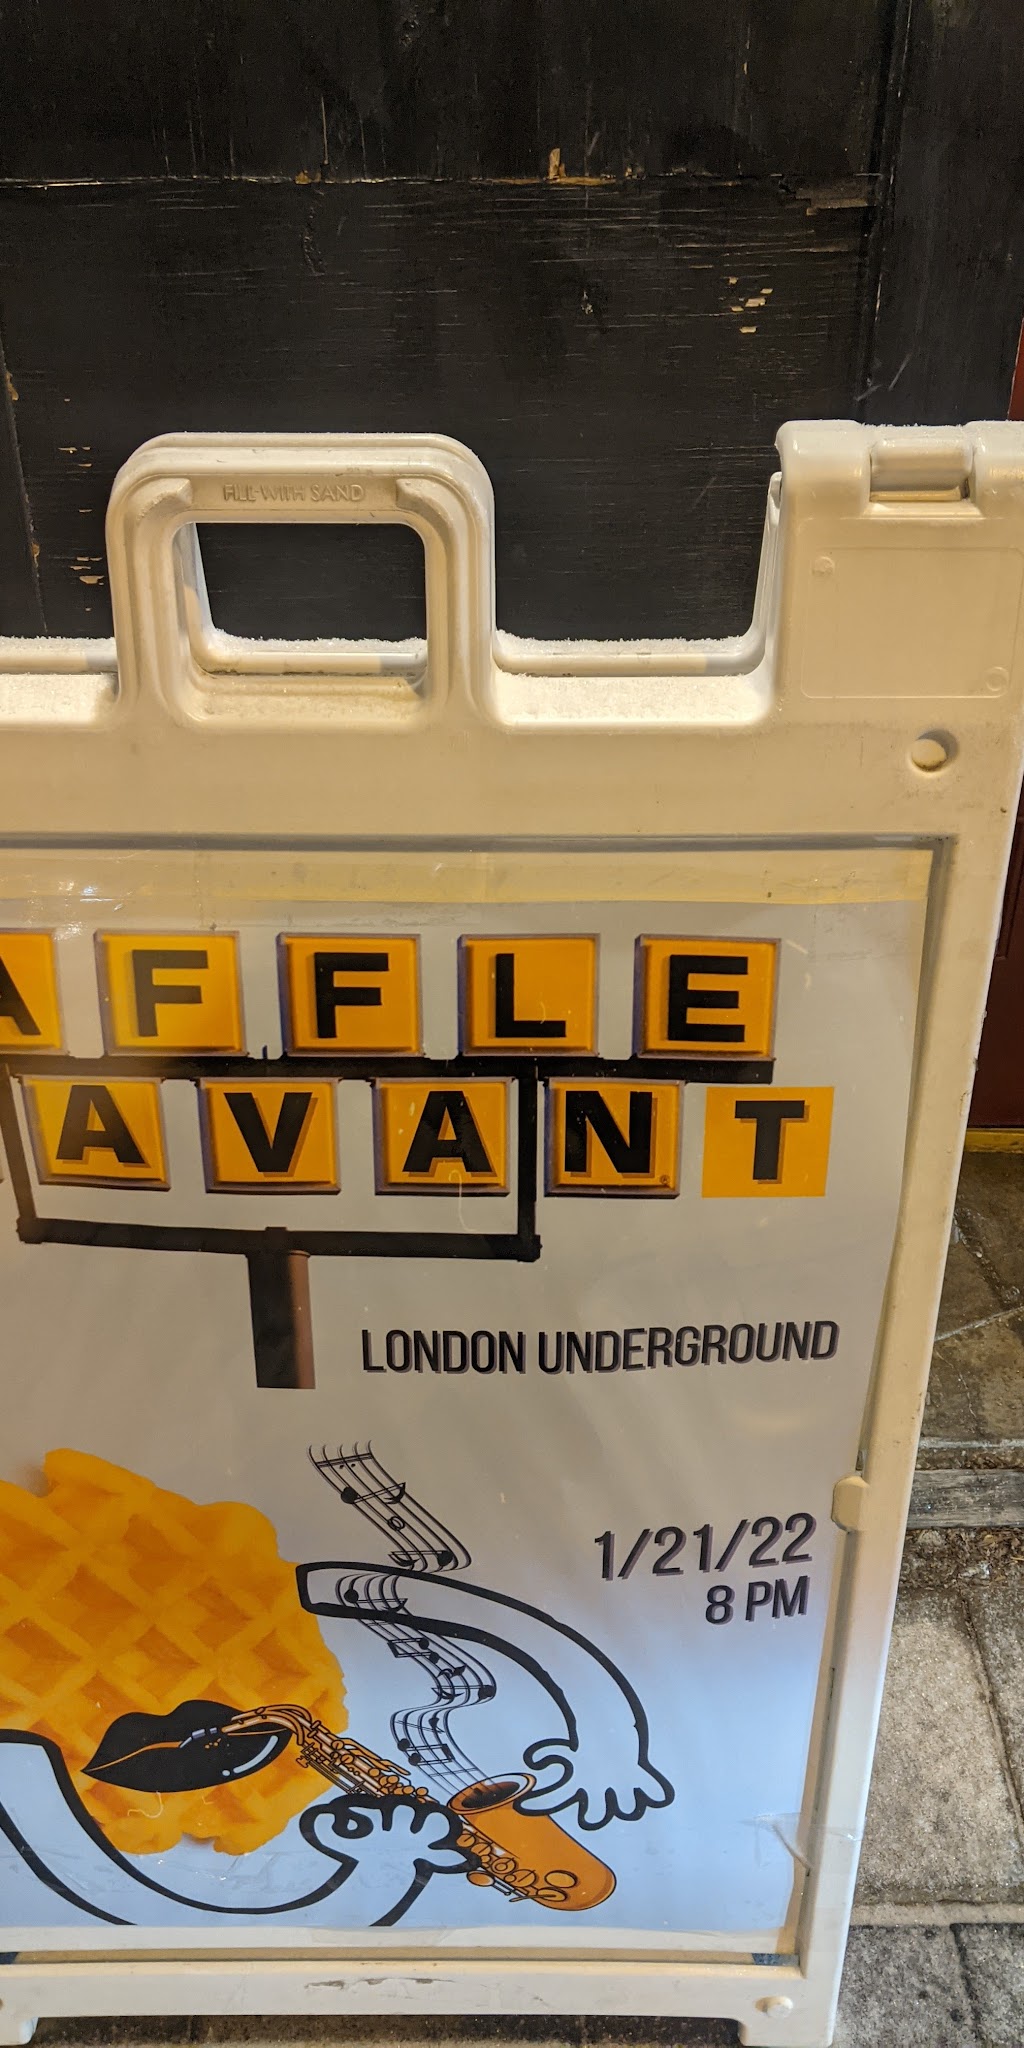 FILL WITH SAND
AFFLE
AVANT
LONDON UNDERGROUND
1/21/22
8 PM